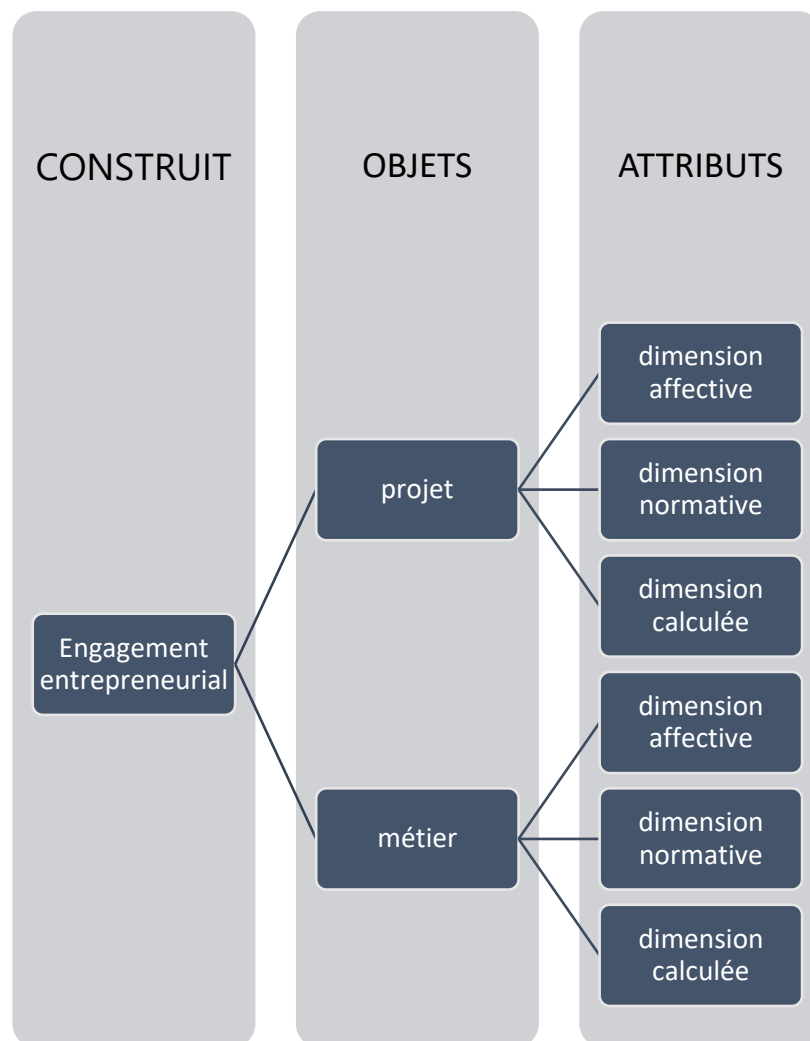 CONSTRUIT
OBJETS
ATTRIBUTS
dimension
affective
projet
dimension
normative
dimension
calculée
Engagement
entrepreneurial
dimension
affective
métier
dimension
normative
dimension
calculée